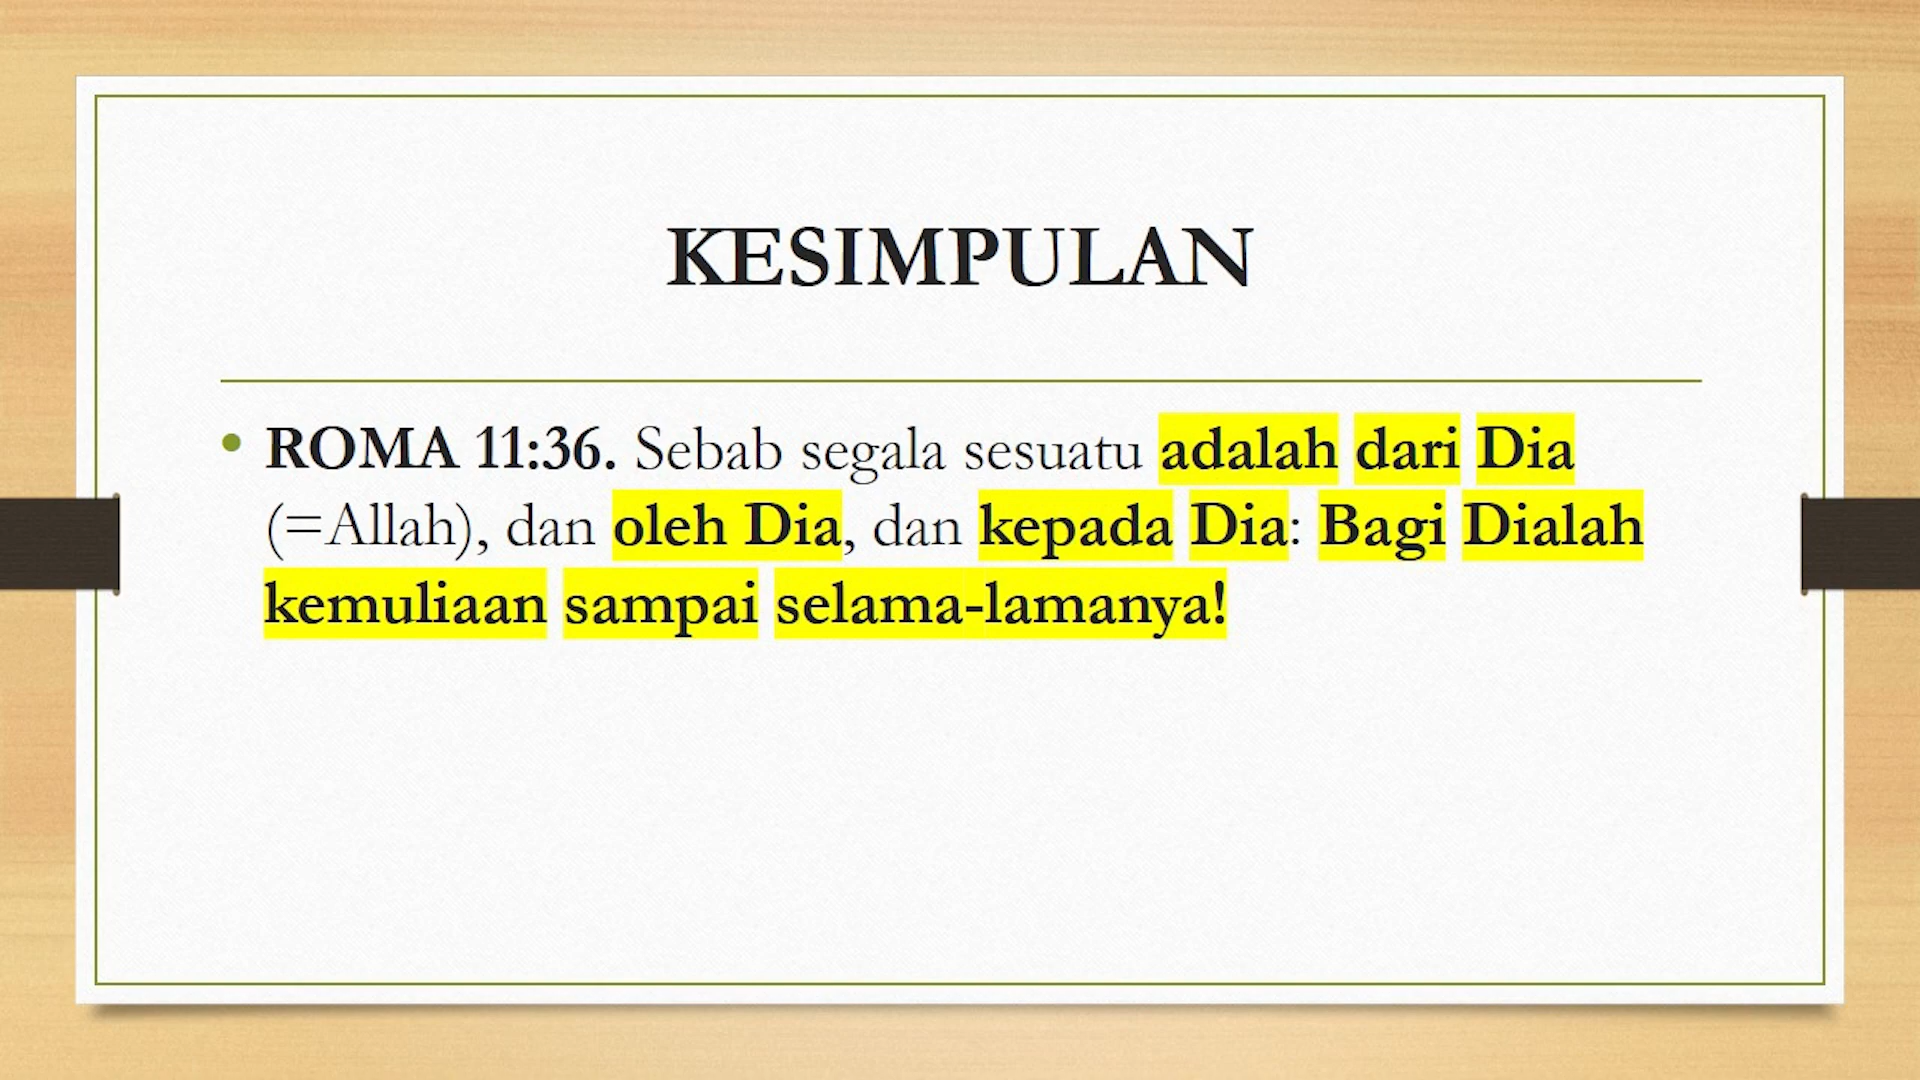 KESIMPULAN
• ROMA 11:36. Sebab segala sesuatu adalah dari Dia
(=Allah), dan oleh Dia, dan kepada Dia: Bagi Dialah
kemuliaan sampai selama-lamanya!